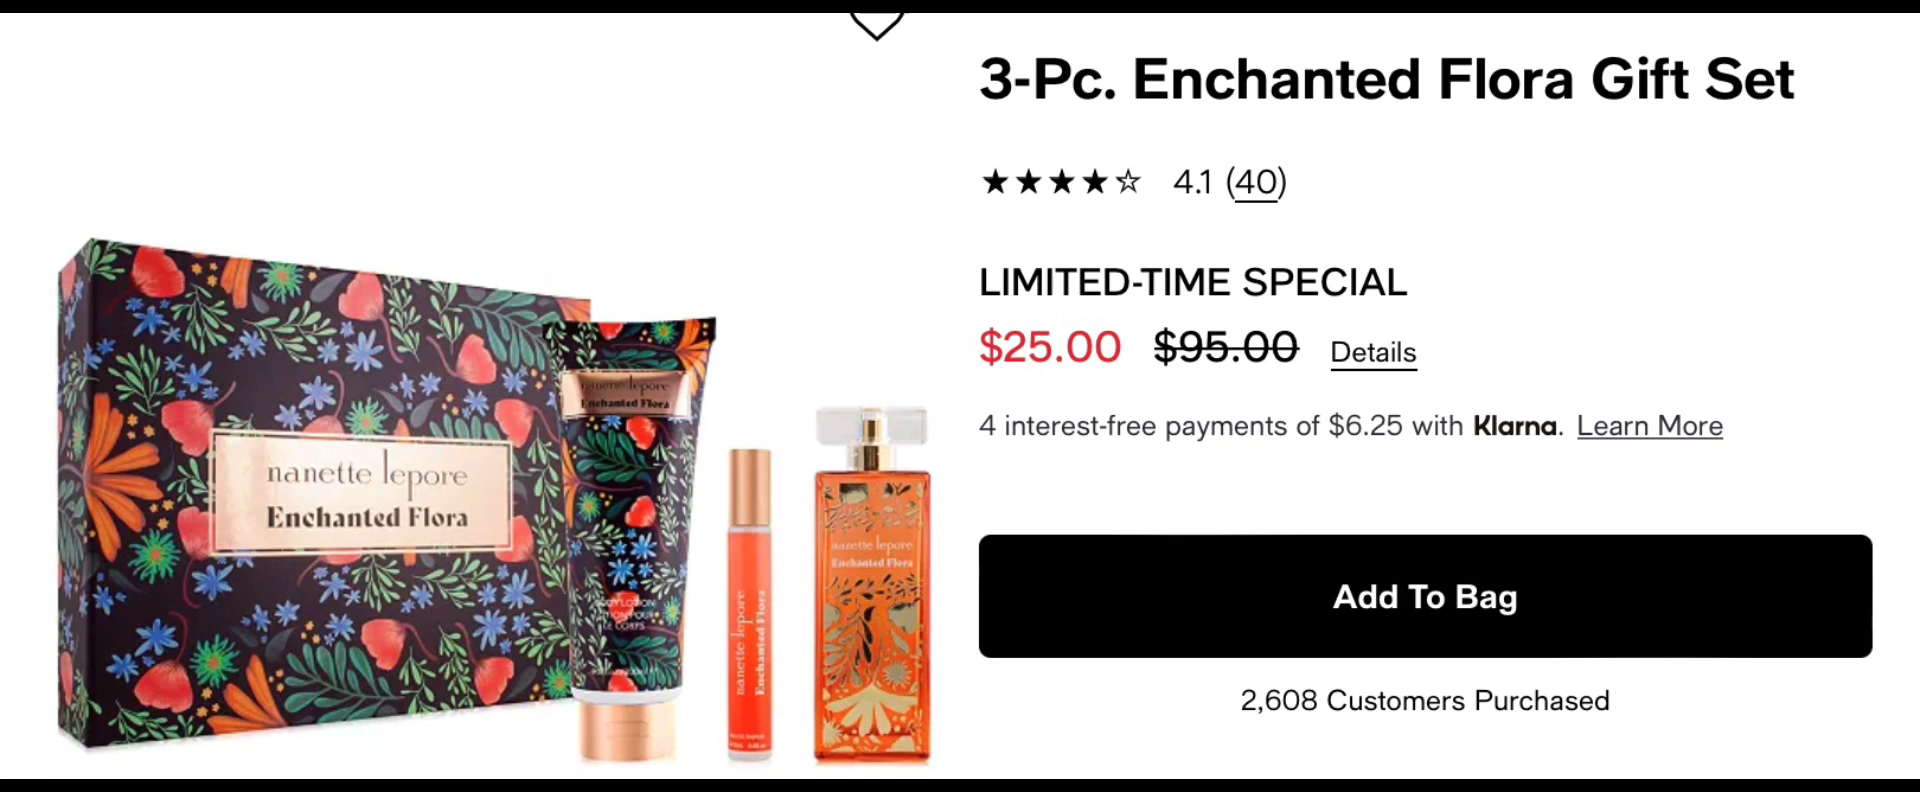 3-Pc. Enchanted Flora Gift Set
★★★★☆ 4.1 (40)
LIMITED-TIME SPECIAL
$25.00 $95.00 Details
4 interest-free payments of $6.25 with Klarna. Learn More
Add To Bag
2,608 Customers Purchased
nanette lepore
Enchanted Flora
nanette lepore
Enchanted Flora
LE CORPS
nanette lepore
Enchanted Flora
nanette lepore
Enchanted Flora